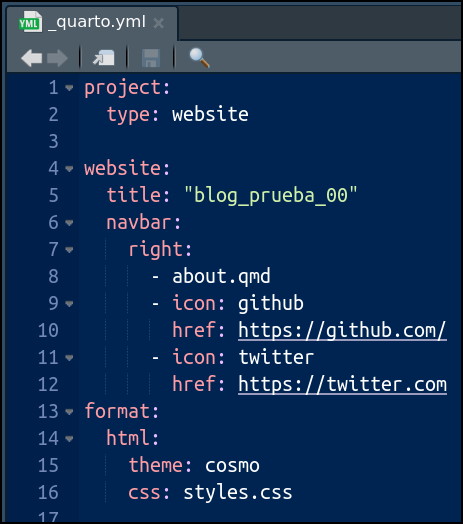 YML _quarto.yml ×
1 project:
2   type: website
3
4 website:
5   title: "blog_prueba_00"
6   navbar:
7     right:
8       - about.qmd
9       - icon: github
10         href: https://github.com/
11       - icon: twitter
12         href: https://twitter.com
13 format:
14   html:
15     theme: cosmo
16     css: styles.css
17